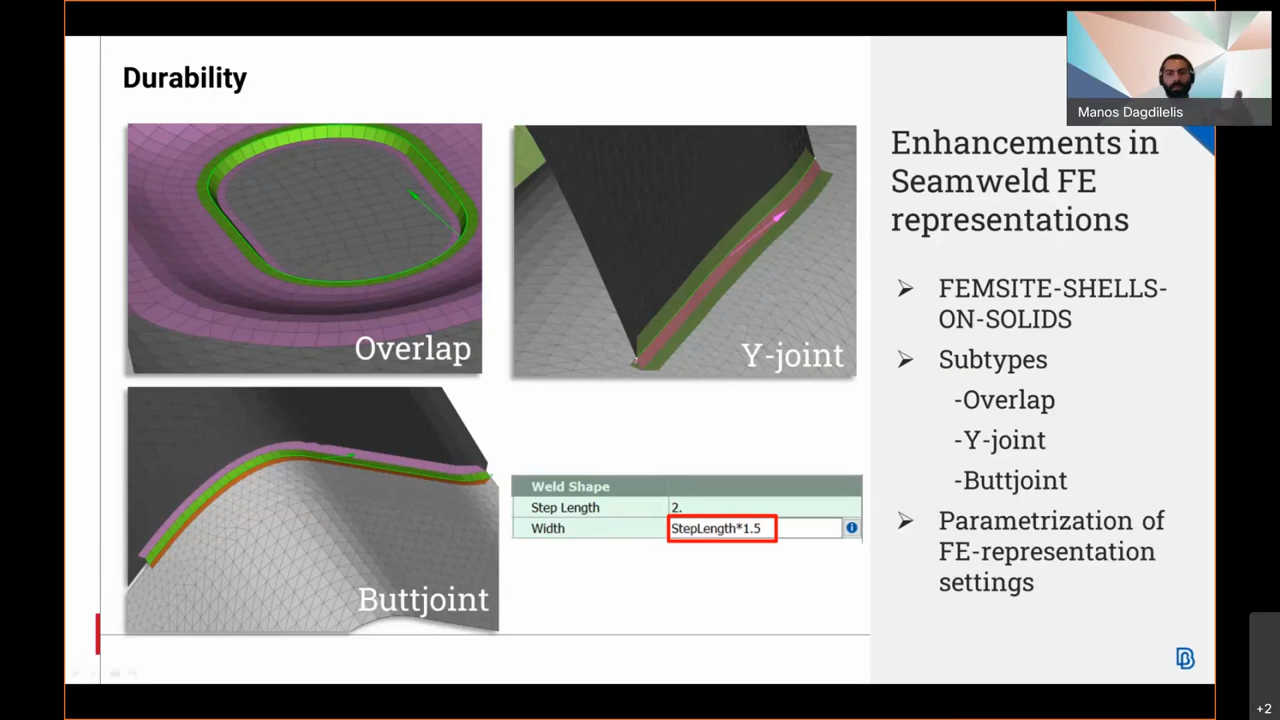 Durability
Manos Dagdilelis
Enhancements in
Seamweld FE
representations
Overlap
Y-joint
Buttjoint
Weld Shape
Step Length 2.
Width StepLength*1.5
FEMSITE-SHELLS-
ON-SOLIDS
Subtypes
-Overlap
-Y-joint
-Buttjoint
Parametrization of
FE-representation
settings
+2